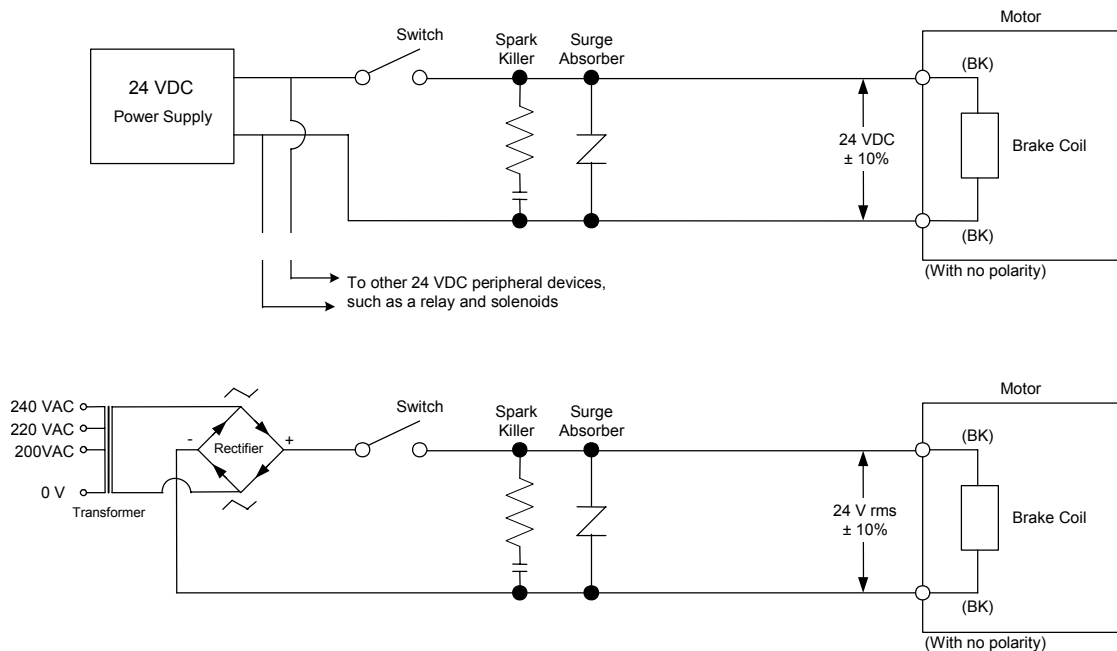 Motor
Switch
Spark
Killer
Surge
Absorber
(BK)
24 VDC
Power Supply
24 VDC
± 10%
Brake Coil
(BK)
(With no polarity)
To other 24 VDC peripheral devices,
such as a relay and solenoids
Motor
240 VAC
220 VAC
200VAC
0 V
Transformer
-
Rectifier
+
Switch
Spark
Killer
Surge
Absorber
(BK)
24 V rms
± 10%
Brake Coil
(BK)
(With no polarity)